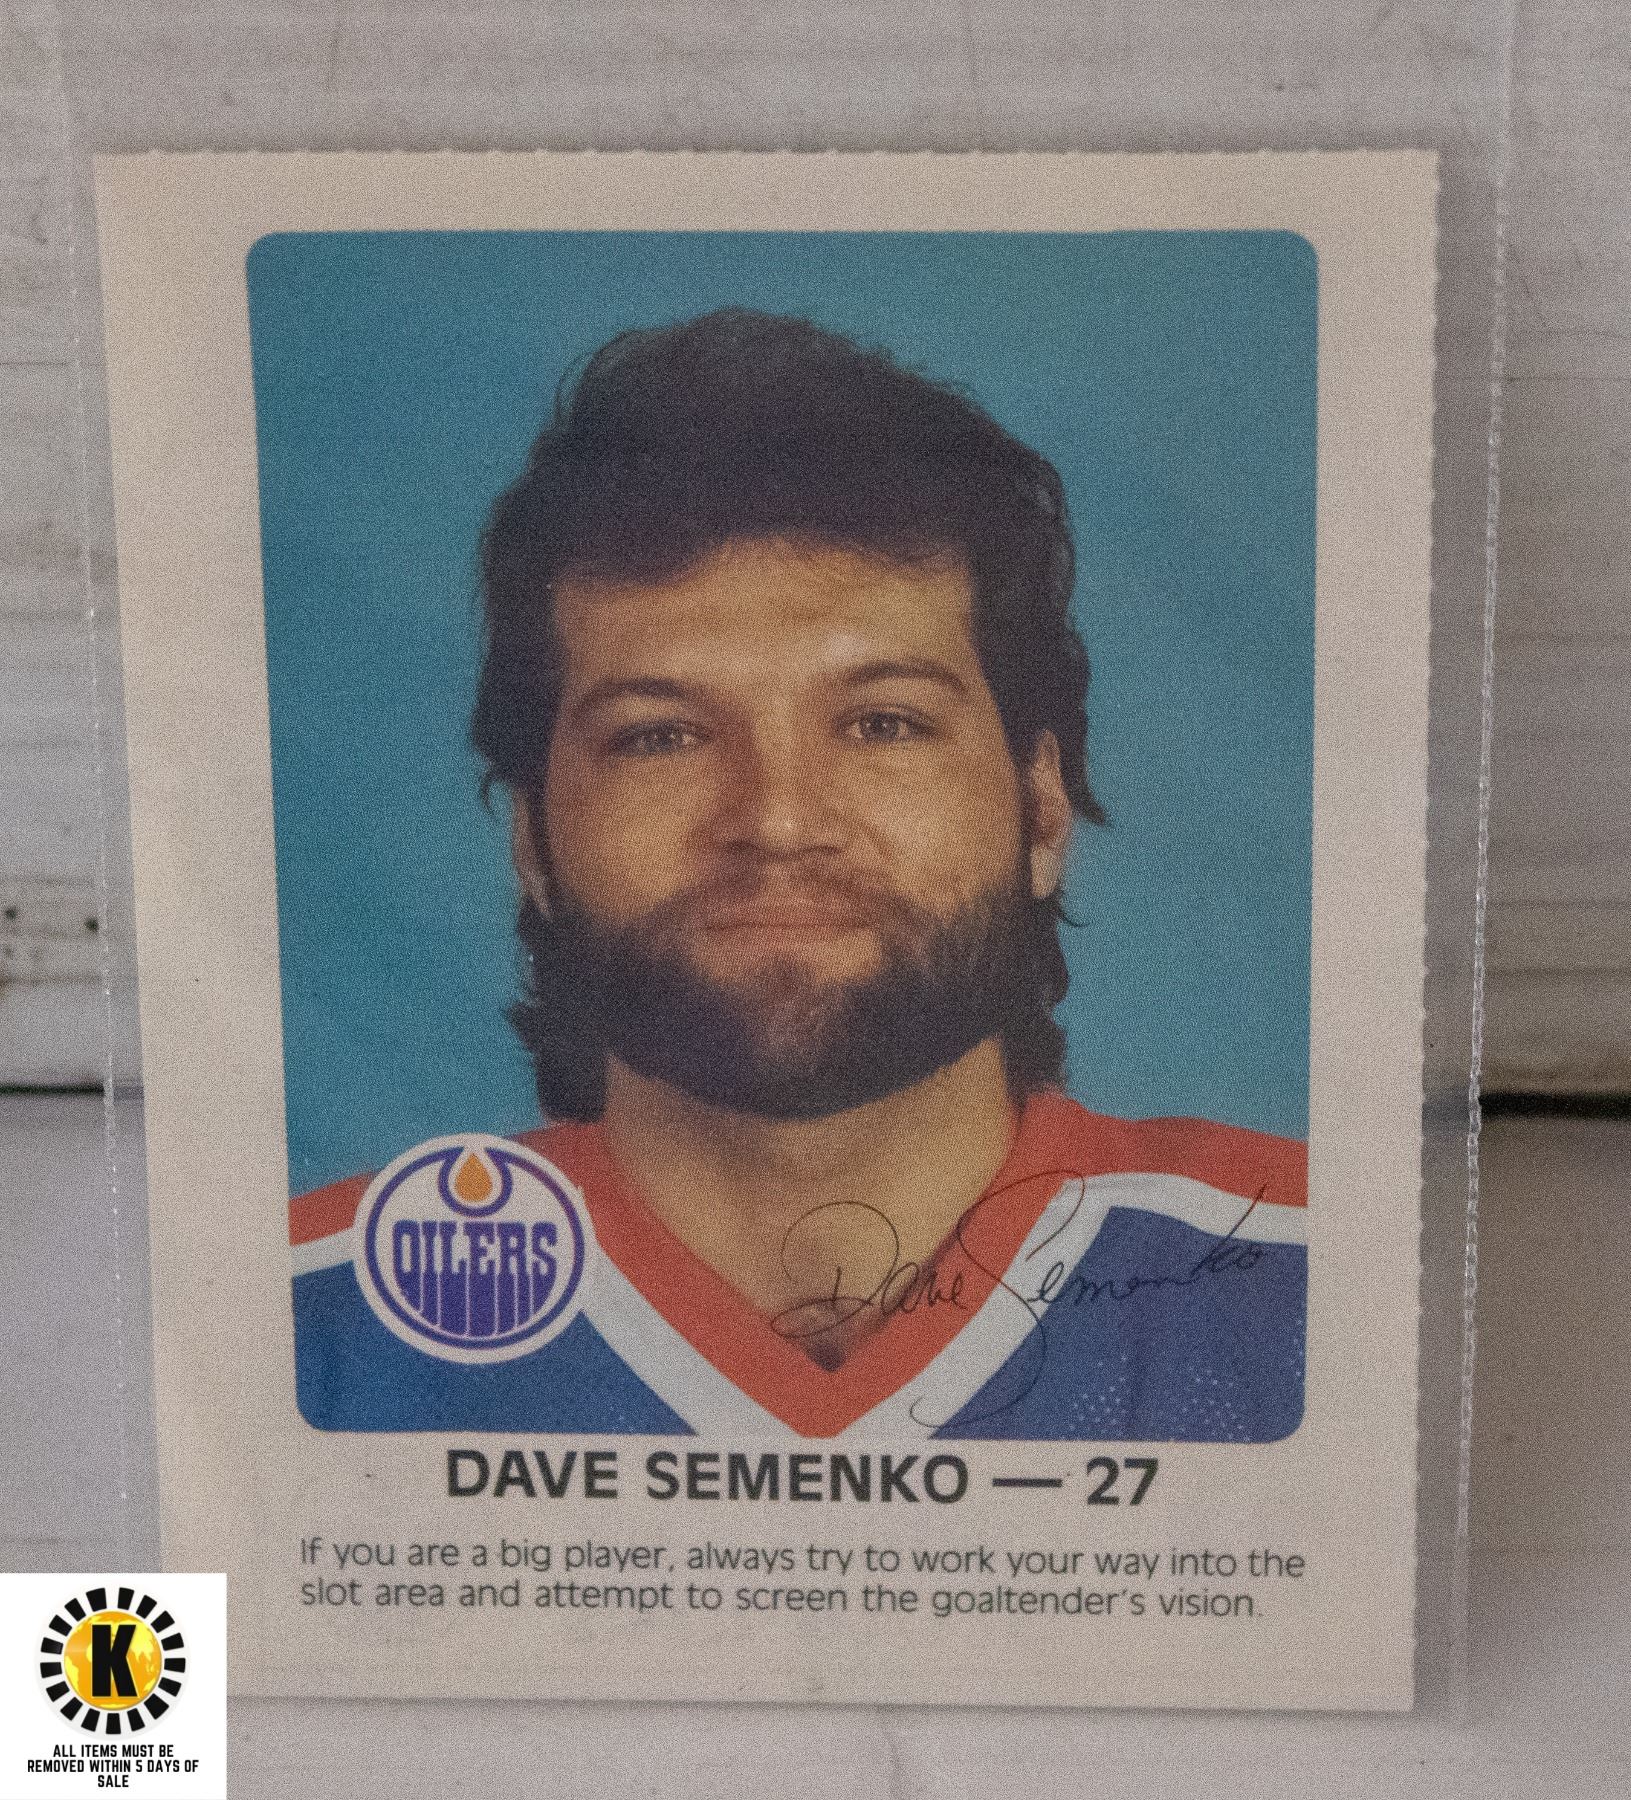 OILERS
Dave Semenko
DAVE SEMENKO — 27
If you are a big player, always try to work your way into the
slot area and attempt to screen the goaltender's vision.
K
ALL ITEMS MUST BE
REMOVED WITHIN 5 DAYS OF
SALE